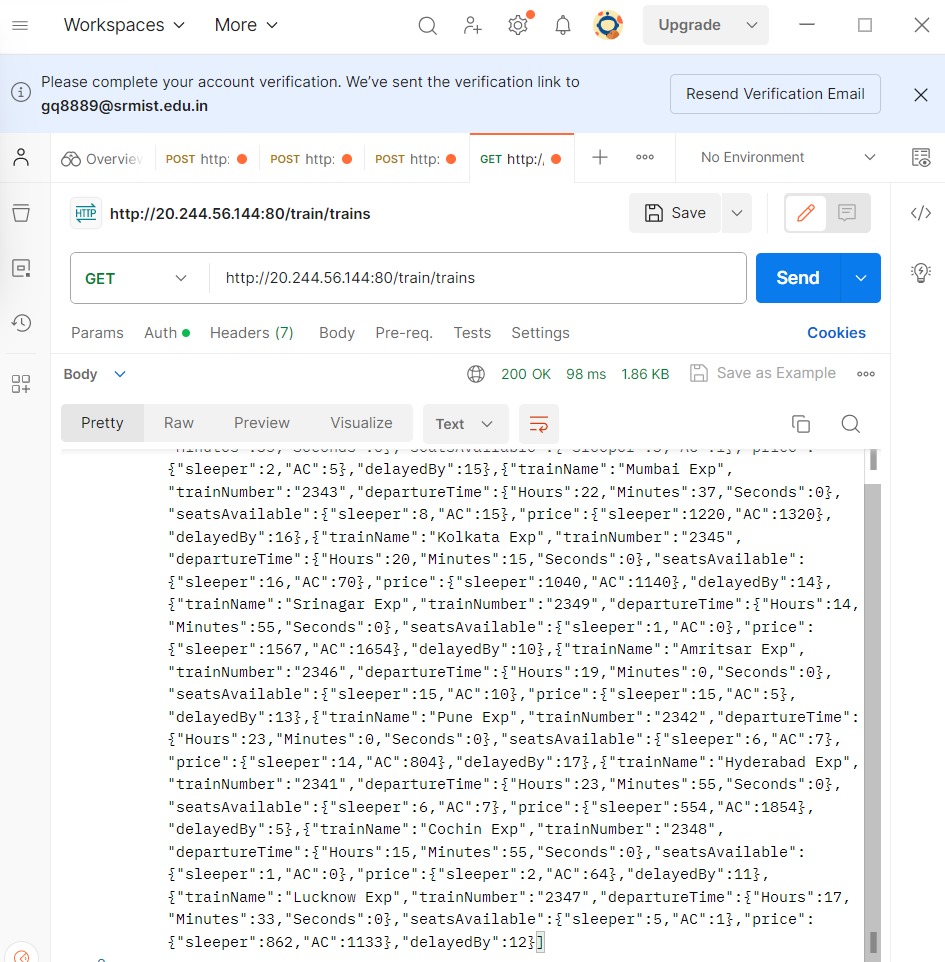 Workspaces More Upgrade
Please complete your account verification. We've sent the verification link to
gq8889@srmist.edu.in
Resend Verification Email
Overview POST http: POST http: POST http: GET http:/, No Environment
HTTP http://20.244.56.144:80/train/trains Save
GET http://20.244.56.144:80/train/trains Send
Params Auth Headers (7) Body Pre-req. Tests Settings Cookies
Body 200 OK 98 ms 1.86 KB Save as Example
Pretty Raw Preview Visualize Text
{"sleeper":2,"AC":5},"delayedBy":15},{"trainName":"Mumbai Exp",
"trainNumber":"2343","departureTime":{"Hours":22,"Minutes":37,"Seconds":0},
"seatsAvailable":{"sleeper":8,"AC":15},"price":{"sleeper":1220,"AC":1320},
"delayedBy":16},{"trainName":"Kolkata Exp","trainNumber":"2345",
"departureTime":{"Hours":20,"Minutes":15,"Seconds":0},"seatsAvailable":
{"sleeper":16,"AC":70},"price":{"sleeper":1040,"AC":1140},"delayedBy":14},
{"trainName":"Srinagar Exp","trainNumber":"2349","departureTime":{"Hours":14,
"Minutes":55,"Seconds":0},"seatsAvailable":{"sleeper":1,"AC":0},"price":
{"sleeper":1567,"AC":1654},"delayedBy":10},{"trainName":"Amritsar Exp",
"trainNumber":"2346","departureTime":{"Hours":19,"Minutes":0,"Seconds":0},
"seatsAvailable":{"sleeper":15,"AC":10},"price":{"sleeper":15,"AC":5},
"delayedBy":13},{"trainName":"Pune Exp","trainNumber":"2342","departureTime":
{"Hours":23,"Minutes":0,"Seconds":0},"seatsAvailable":{"sleeper":6,"AC":7},
"price":{"sleeper":14,"AC":804},"delayedBy":17},{"trainName":"Hyderabad Exp",
"trainNumber":"2341","departureTime":{"Hours":23,"Minutes":55,"Seconds":0},
"seatsAvailable":{"sleeper":6,"AC":7},"price":{"sleeper":554,"AC":1854},
"delayedBy":5},{"trainName":"Cochin Exp","trainNumber":"2348",
"departureTime":{"Hours":15,"Minutes":55,"Seconds":0},"seatsAvailable":
{"sleeper":1,"AC":0},"price":{"sleeper":2,"AC":64},"delayedBy":11},
{"trainName":"Lucknow Exp","trainNumber":"2347","departureTime":{"Hours":17,
"Minutes":33,"Seconds":0},"seatsAvailable":{"sleeper":5,"AC":1},"price":
{"sleeper":862,"AC":1133},"delayedBy":12}]